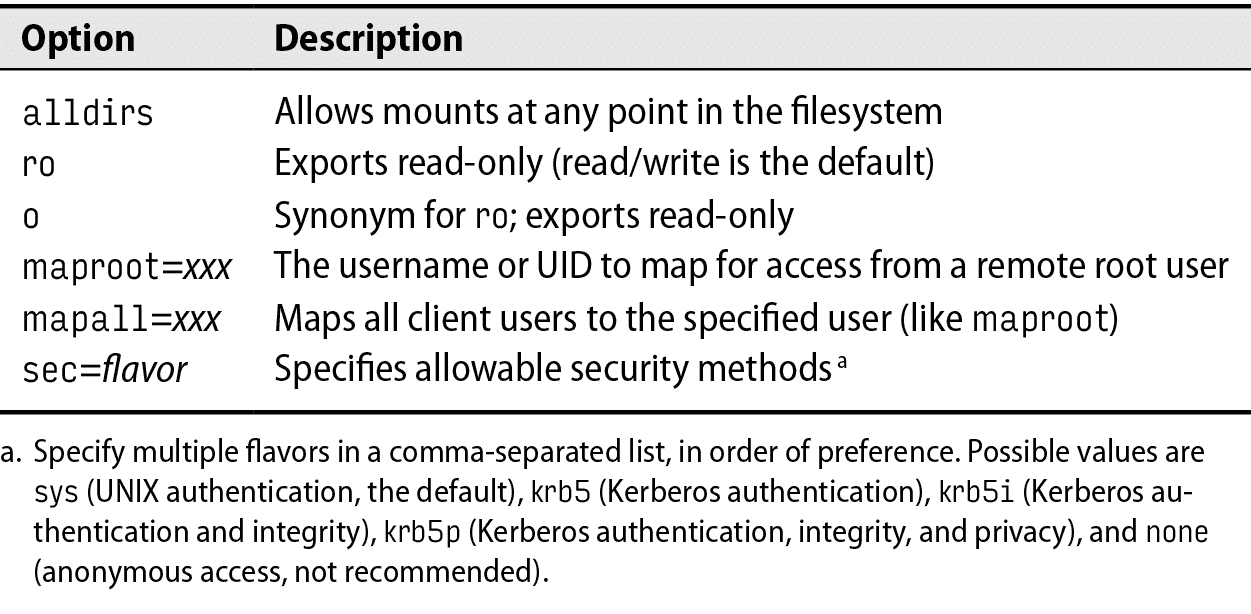 Option Description
alldirs Allows mounts at any point in the filesystem
ro Exports read-only (read/write is the default)
o Synonym for ro; exports read-only
maproot=xxx The username or UID to map for access from a remote root user
mapall=xxx Maps all client users to the specified user (like maproot)
sec=flavor Specifies allowable security methods a
a. Specify multiple flavors in a comma-separated list, in order of preference. Possible values are
sys (UNIX authentication, the default), krb5 (Kerberos authentication), krb5i (Kerberos au-
thentication and integrity), krb5p (Kerberos authentication, integrity, and privacy), and none
(anonymous access, not recommended).